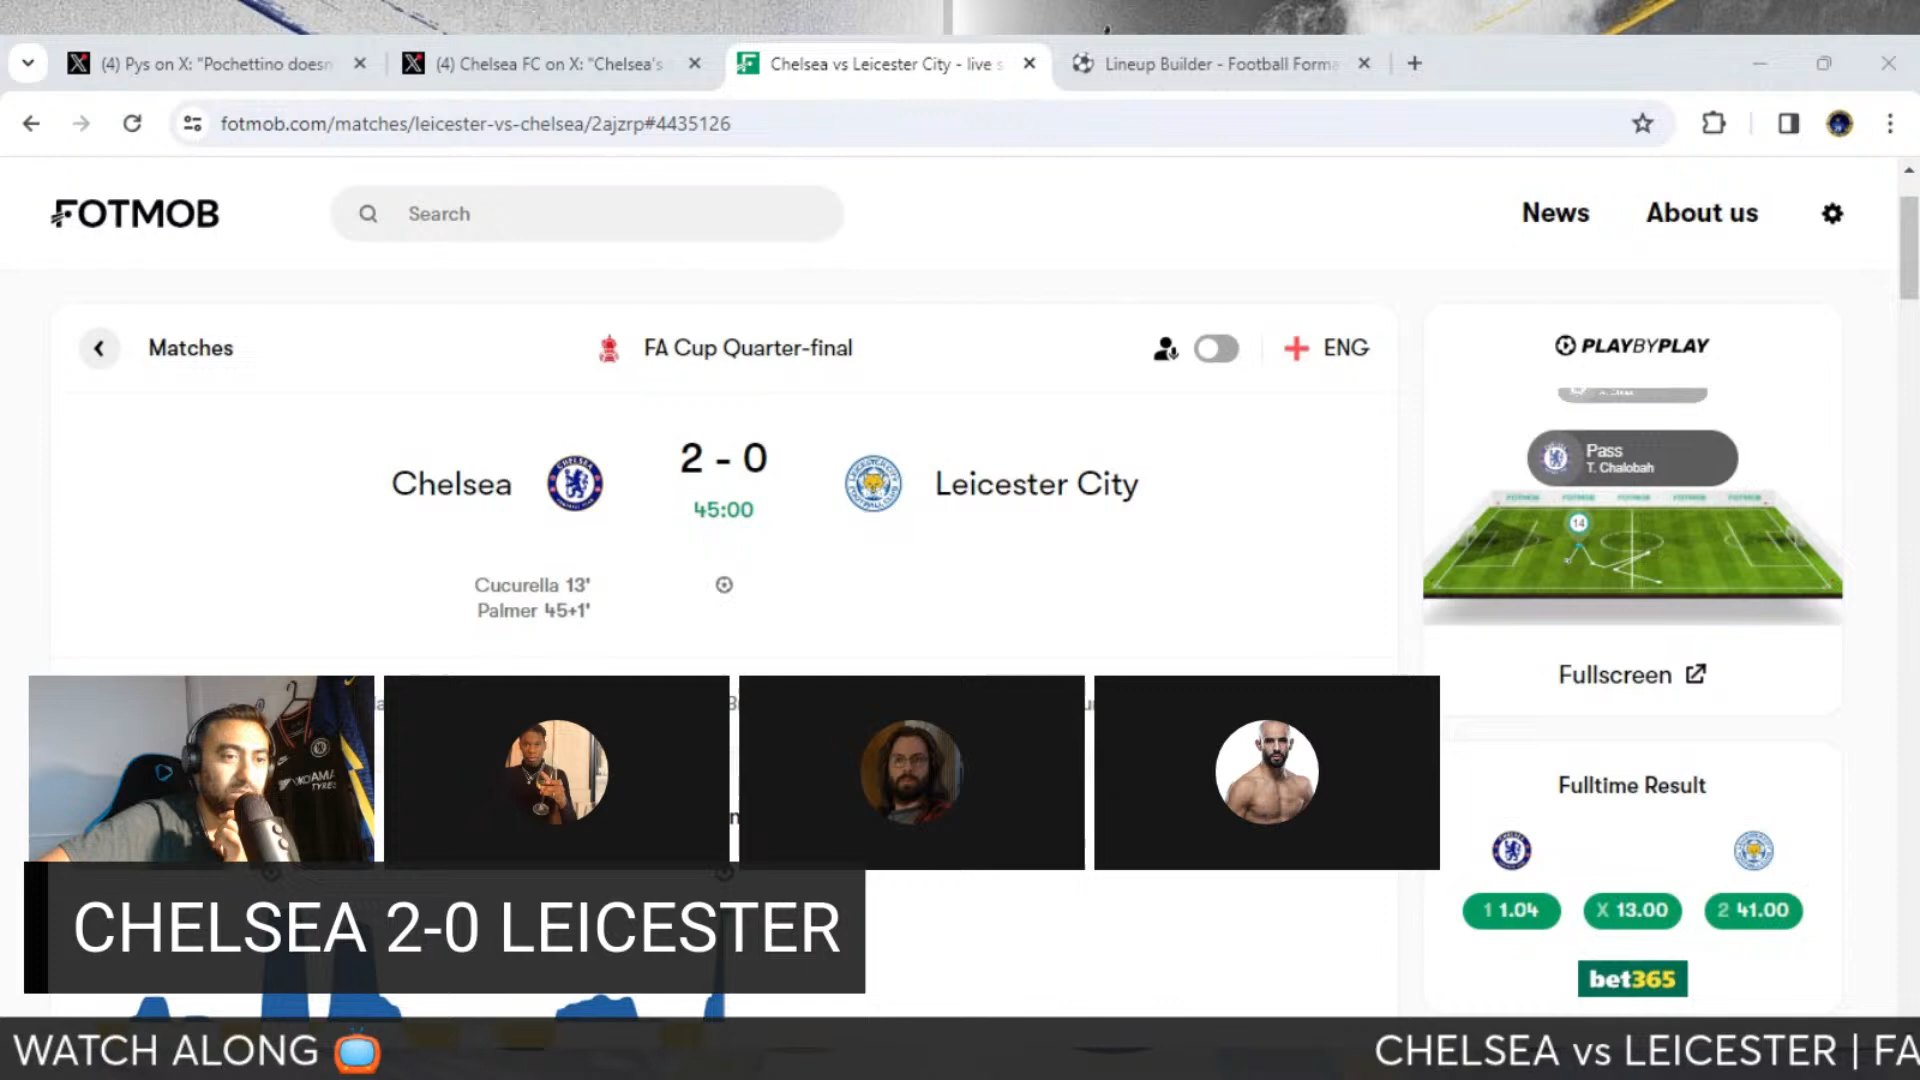 (4) Pys on X: "Pochettino doesn
(4) Chelsea FC on X: "Chelsea's
Chelsea vs Leicester City - live s
Lineup Builder - Football Forma
fotmob.com/matches/leicester-vs-chelsea/2ajzrp#4435126
FOTMOB
Search
News
About us
Matches
FA Cup Quarter-final
ENG
PLAYBYPLAY
Pass
T. Chalobah
14
Chelsea
2 - 0
Leicester City
45:00
Cucurella 13'
Palmer 45+1'
Fullscreen
Fulltime Result
1 1.04
X 13.00
2 41.00
bet365
YOKOHAMA
TYRES
CHELSEA 2-0 LEICESTER
WATCH ALONG
CHELSEA vs LEICESTER | FA